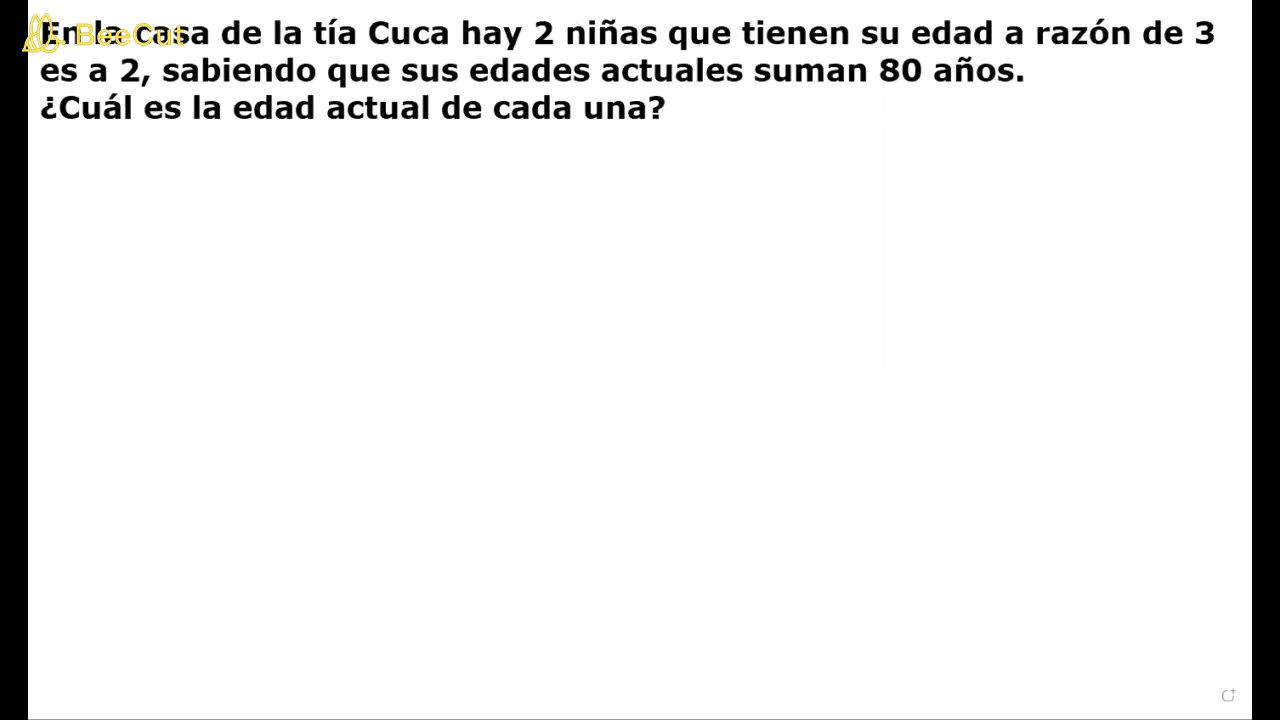 En la casa de la tía Cuca hay 2 niñas que tienen su edad a razón de 3
es a 2, sabiendo que sus edades actuales suman 80 años.
¿Cuál es la edad actual de cada una?
BeeCut